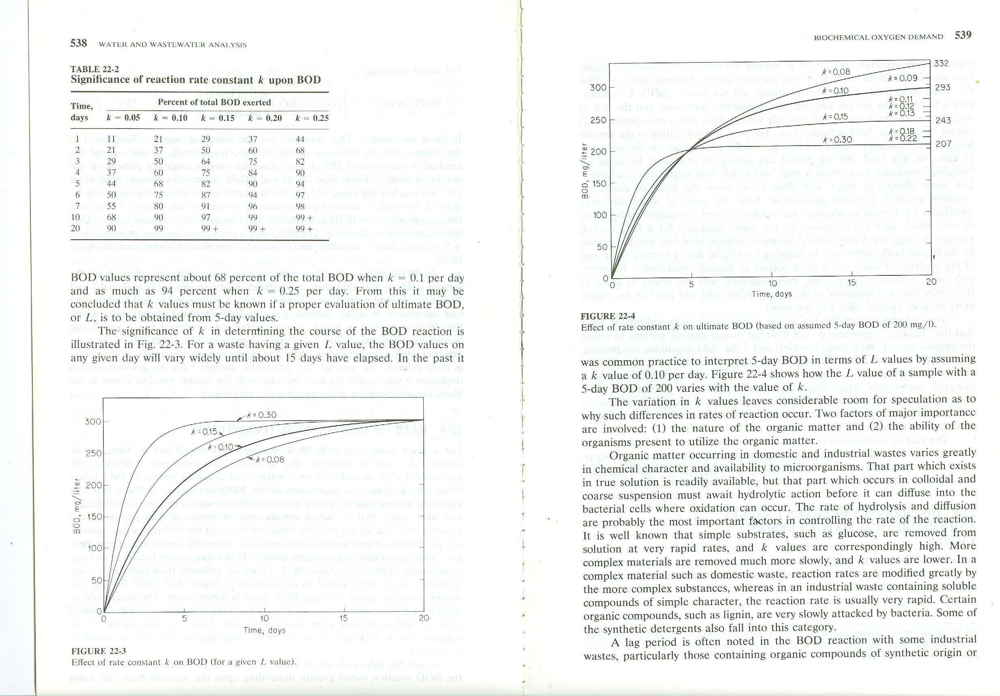 538 WATER AND WASTEWATER ANALYSIS
TABLE 22-2
Significance of reaction rate constant k upon BOD
Time, Percent of total BOD exerted
days k = 0.05 k = 0.10 k = 0.15 k = 0.20 k = 0.25
1 11 21 29 37 44
2 21 37 50 60 68
3 29 50 64 75 82
4 37 60 75 84 90
5 44 68 82 90 94
6 50 75 87 94 97
7 55 80 91 96 98
10 68 90 97 99 99 +
20 90 99 99 + 99 + 99 +
BOD values represent about 68 percent of the total BOD when k = 0.1 per day
and as much as 94 percent when k = 0.25 per day. From this it may be
concluded that k values must be known if a proper evaluation of ultimate BOD,
or L, is to be obtained from 5-day values.
The significance of k in determining the course of the BOD reaction is
illustrated in Fig. 22-3. For a waste having a given L value, the BOD values on
any given day will vary widely until about 15 days have elapsed. In the past it
k = 0.30
300
k = 0.15
k = 0.10
250
k = 0.08
200
BOD, mg/liter
150
100
50
0
0 5 10 15 20
Time, days
FIGURE 22-3
Effect of rate constant k on BOD (for a given L value).
BIOCHEMICAL OXYGEN DEMAND 539
332
k = 0.08
k = 0.09
300
293
k = 0.10
k = 0.11
k = 0.12
k = 0.13
250
k = 0.15
243
k = 0.18
k = 0.22
k = 0.30
207
200
BOD, mg/liter
150
100
50
0
0 5 10 15 20
Time, days
FIGURE 22-4
Effect of rate constant k on ultimate BOD (based on assumed 5-day BOD of 200 mg/l).
was common practice to interpret 5-day BOD in terms of L values by assuming
a k value of 0.10 per day. Figure 22-4 shows how the L value of a sample with a
5-day BOD of 200 varies with the value of k.
The variation in k values leaves considerable room for speculation as to
why such differences in rates of reaction occur. Two factors of major importance
are involved: (1) the nature of the organic matter and (2) the ability of the
organisms present to utilize the organic matter.
Organic matter occurring in domestic and industrial wastes varies greatly
in chemical character and availability to microorganisms. That part which exists
in true solution is readily available, but that part which occurs in colloidal and
coarse suspension must await hydrolytic action before it can diffuse into the
bacterial cells where oxidation can occur. The rate of hydrolysis and diffusion
are probably the most important factors in controlling the rate of the reaction.
It is well known that simple substrates, such as glucose, are removed from
solution at very rapid rates, and k values are correspondingly high. More
complex materials are removed much more slowly, and k values are lower. In a
complex material such as domestic waste, reaction rates are modified greatly by
the more complex substances, whereas in an industrial waste containing soluble
compounds of simple character, the reaction rate is usually very rapid. Certain
organic compounds, such as lignin, are very slowly attacked by bacteria. Some of
the synthetic detergents also fall into this category.
A lag period is often noted in the BOD reaction with some industrial
wastes, particularly those containing organic compounds of synthetic origin or